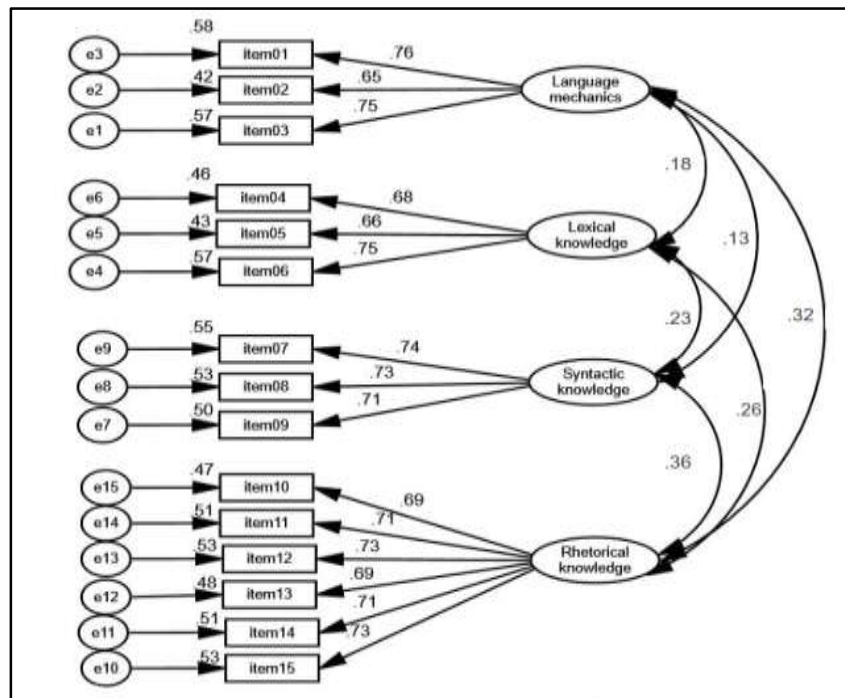 .58
e3
item01
.76
.42
e2
item02
.65
Language
mechanics
.57
e1
item03
.75
.18
.46
e6
item04
.68
.43
e5
item05
.66
Lexical
knowledge
.13
.57
e4
item06
.75
.23
.32
.55
e9
item07
.74
.53
e8
item08
.73
Syntactic
knowledge
.50
e7
item09
.71
.26
.36
.47
e15
item10
.69
.51
e14
item11
.71
.53
e13
item12
.73
Rhetorical
knowledge
.48
e12
item13
.69
.51
e11
item14
.71
.53
e10
item15
.73